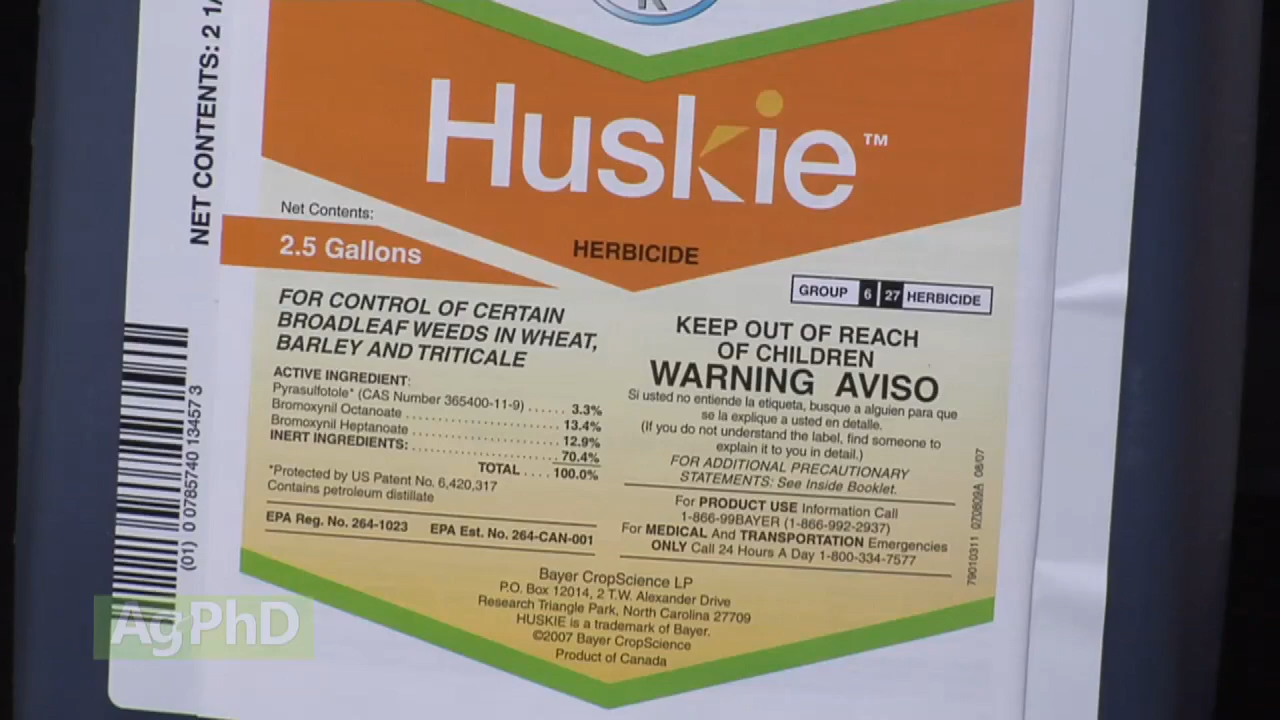 NET CONTENTS: 2 1/
Huskie™
Net Contents:
2.5 Gallons
HERBICIDE
GROUP 6 27 HERBICIDE
FOR CONTROL OF CERTAIN
BROADLEAF WEEDS IN WHEAT,
BARLEY AND TRITICALE
ACTIVE INGREDIENT:
Pyrasulfotole* (CAS Number 365400-11-9) ...... 3.3%
Bromoxynil Octanoate ........................ 13.4%
Bromoxynil Heptanoate ....................... 12.9%
INERT INGREDIENTS: ....................... 70.4%
TOTAL .... 100.0%
*Protected by US Patent No. 6,420,317
Contains petroleum distillate
EPA Reg. No. 264-1023 EPA Est. No. 264-CAN-001
KEEP OUT OF REACH
OF CHILDREN
WARNING AVISO
Si usted no entiende la etiqueta, busque a alguien para que
se la explique a usted en detalle.
(If you do not understand the label, find someone to
explain it to you in detail.)
FOR ADDITIONAL PRECAUTIONARY
STATEMENTS: See Inside Booklet.
For PRODUCT USE Information Call
1-866-99BAYER (1-866-992-2937)
For MEDICAL And TRANSPORTATION Emergencies
ONLY Call 24 Hours A Day 1-800-334-7577
Bayer CropScience LP
P.O. Box 12014, 2 T.W. Alexander Drive
Research Triangle Park, North Carolina 27709
HUSKIE is a trademark of Bayer.
©2007 Bayer CropScience
Product of Canada
(01) 0 0785740 13457 3
79010311 070809A 08/07
AgPhD